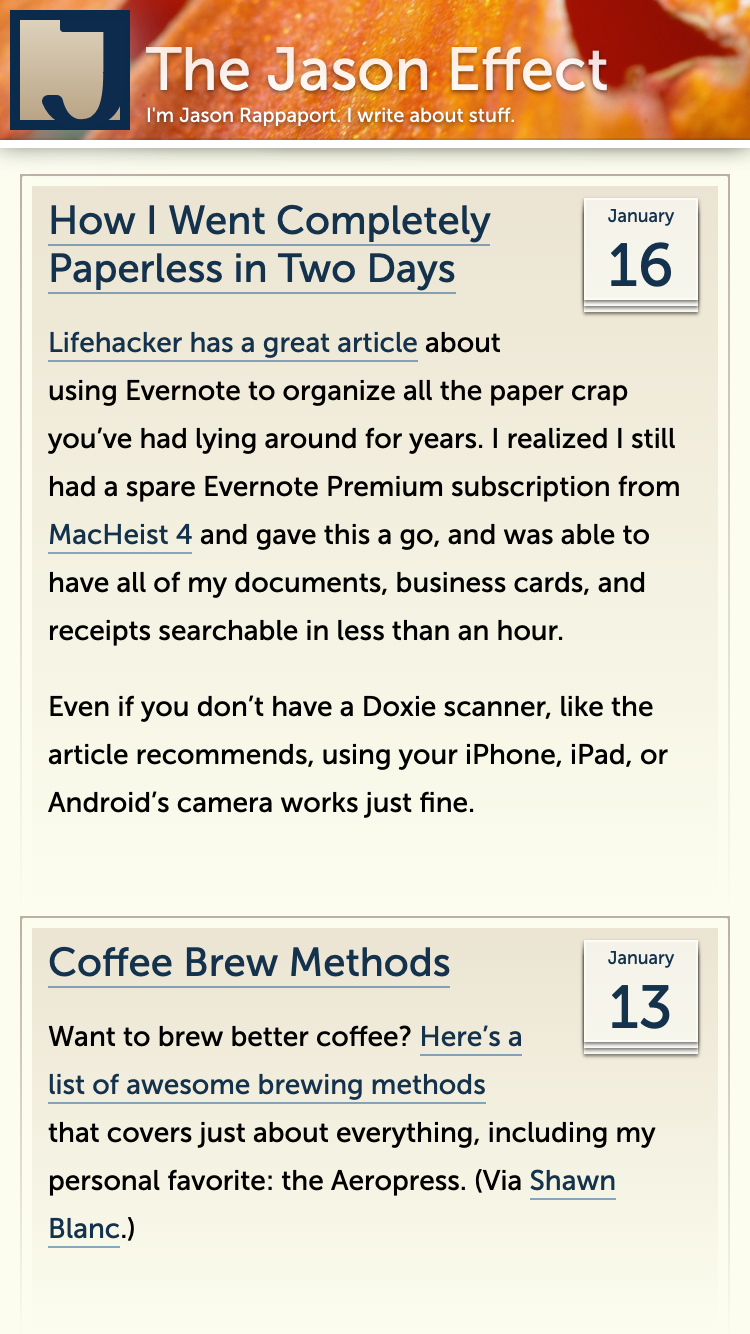 J
The Jason Effect
I'm Jason Rappaport. I write about stuff.
How I Went Completely
Paperless in Two Days
January
16
Lifehacker has a great article about
using Evernote to organize all the paper crap
you’ve had lying around for years. I realized I still
had a spare Evernote Premium subscription from
MacHeist 4 and gave this a go, and was able to
have all of my documents, business cards, and
receipts searchable in less than an hour.
Even if you don’t have a Doxie scanner, like the
article recommends, using your iPhone, iPad, or
Android’s camera works just fine.
Coffee Brew Methods
January
13
Want to brew better coffee? Here’s a
list of awesome brewing methods
that covers just about everything, including my
personal favorite: the Aeropress. (Via Shawn
Blanc.)